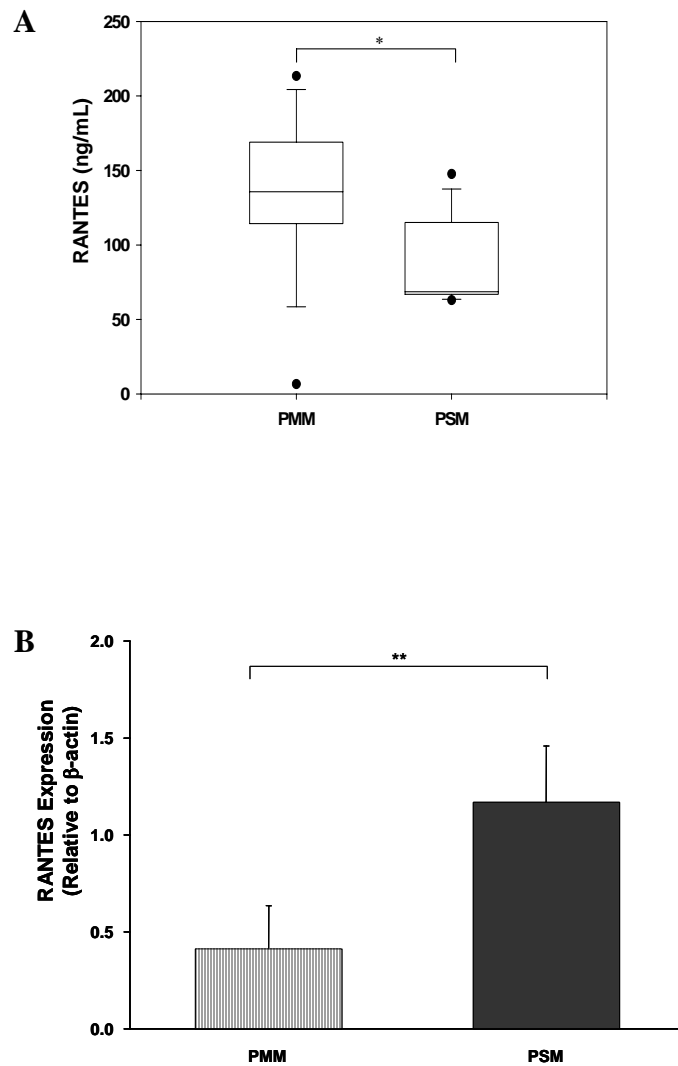 A
250
200
150
100
50
0
RANTES (ng/mL)
*
PMM PSM
B
2.0
1.5
1.0
0.5
0.0
RANTES Expression
(Relative to β-actin)
**
PMM PSM